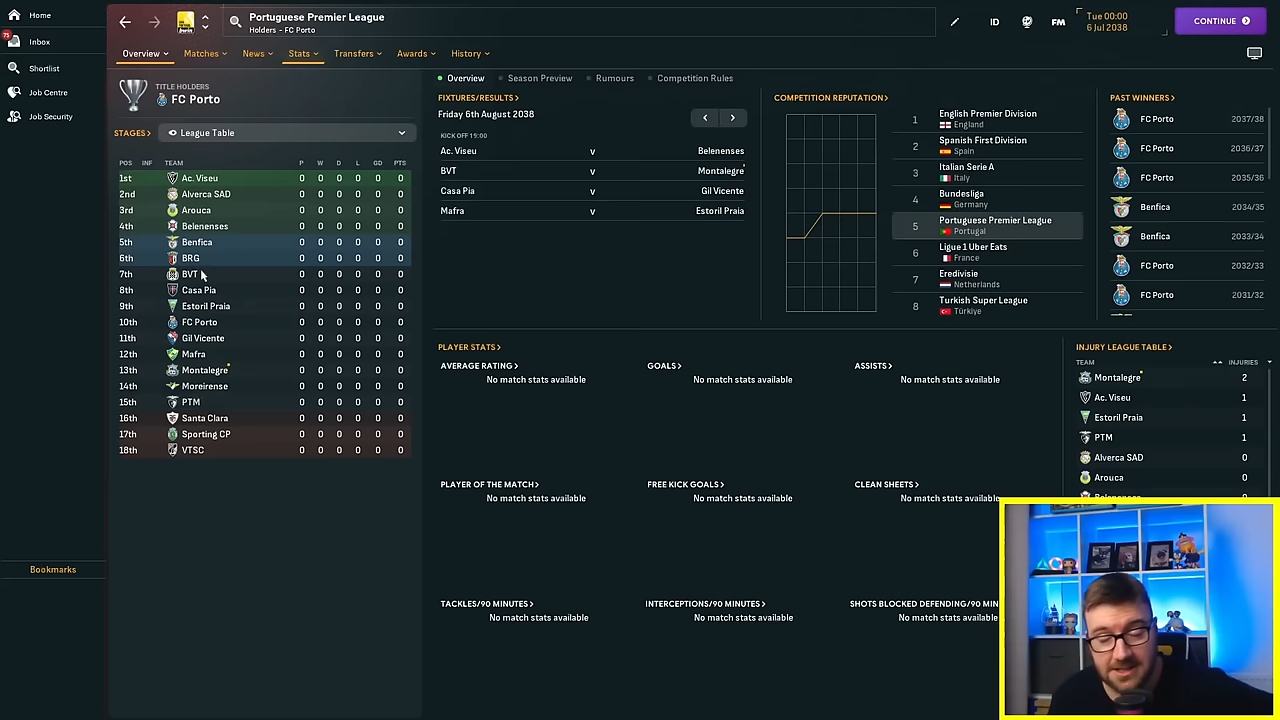 Home
75
Inbox
Shortlist
Job Centre
Job Security
Bookmarks
Portuguese Premier League
Holders - FC Porto
ID
FM
Tue 00:00
6 Jul 2038
CONTINUE
Overview
Matches
News
Stats
Transfers
Awards
History
TITLE HOLDERS
FC Porto
STAGES >
League Table
POS INF TEAM P W D L GD PTS
1st Ac. Viseu 0 0 0 0 0 0
2nd Alverca SAD 0 0 0 0 0 0
3rd Arouca 0 0 0 0 0 0
4th Belenenses 0 0 0 0 0 0
5th Benfica 0 0 0 0 0 0
6th BRG 0 0 0 0 0 0
7th BVT 0 0 0 0 0 0
8th Casa Pia 0 0 0 0 0 0
9th Estoril Praia 0 0 0 0 0 0
10th FC Porto 0 0 0 0 0 0
11th Gil Vicente 0 0 0 0 0 0
12th Mafra 0 0 0 0 0 0
13th Montalegre 0 0 0 0 0 0
14th Moreirense 0 0 0 0 0 0
15th PTM 0 0 0 0 0 0
16th Santa Clara 0 0 0 0 0 0
17th Sporting CP 0 0 0 0 0 0
18th VTSC 0 0 0 0 0 0
Overview
Season Preview
Rumours
Competition Rules
FIXTURES/RESULTS >
Friday 6th August 2038
KICK OFF 19:00
Ac. Viseu v Belenenses
BVT v Montalegre
Casa Pia v Gil Vicente
Mafra v Estoril Praia
COMPETITION REPUTATION >
1 English Premier Division
England
2 Spanish First Division
Spain
3 Italian Serie A
Italy
4 Bundesliga
Germany
5 Portuguese Premier League
Portugal
6 Ligue 1 Uber Eats
France
7 Eredivisie
Netherlands
8 Turkish Super League
Türkiye
PAST WINNERS >
FC Porto 2037/38
FC Porto 2036/37
FC Porto 2035/36
Benfica 2034/35
Benfica 2033/34
FC Porto 2032/33
FC Porto 2031/32
PLAYER STATS >
AVERAGE RATING >
No match stats available
GOALS >
No match stats available
ASSISTS >
No match stats available
PLAYER OF THE MATCH >
No match stats available
FREE KICK GOALS >
No match stats available
CLEAN SHEETS >
No match stats available
TACKLES/90 MINUTES >
No match stats available
INTERCEPTIONS/90 MINUTES >
No match stats available
SHOTS BLOCKED DEFENDING/90 MIN
No match stats available
INJURY LEAGUE TABLE >
TEAM INJURIES
Montalegre 2
Ac. Viseu 1
Estoril Praia 1
PTM 1
Alverca SAD 0
Arouca 0